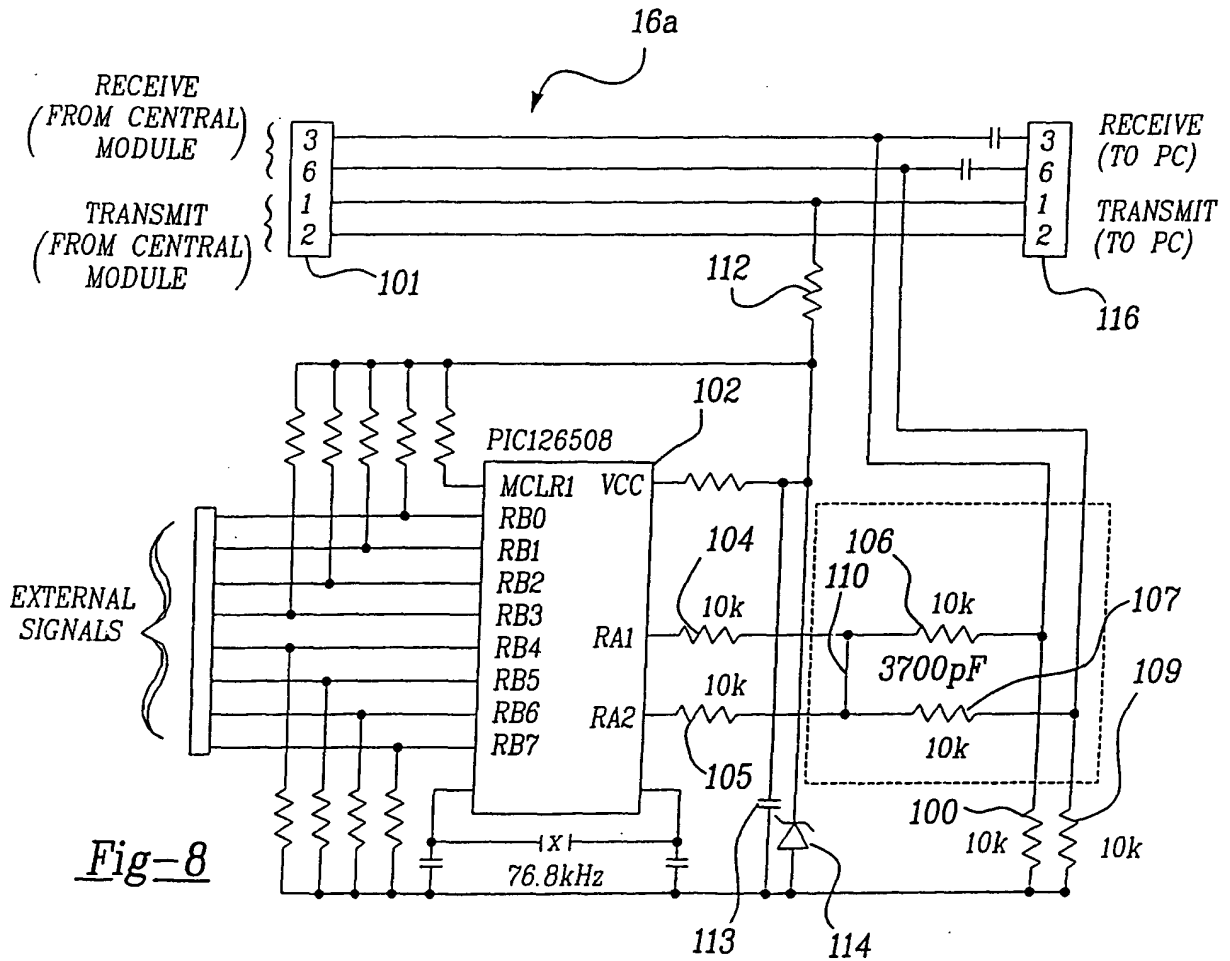 16a
RECEIVE
(FROM CENTRAL)
MODULE
3
6
1
2
TRANSMIT
(FROM CENTRAL)
MODULE
101
3
6
1
2
RECEIVE
(TO PC)
TRANSMIT
(TO PC)
116
112
102
PIC126508
MCLR1 VCC
RB0
RB1
RB2
RB3
RB4
RB5
RB6
RB7
RA1
RA2
EXTERNAL
SIGNALS
104
10k
10k
105
106
110
10k
3700pF
107
10k
109
100
10k
10k
X
76.8kHz
113
114
Fig-8